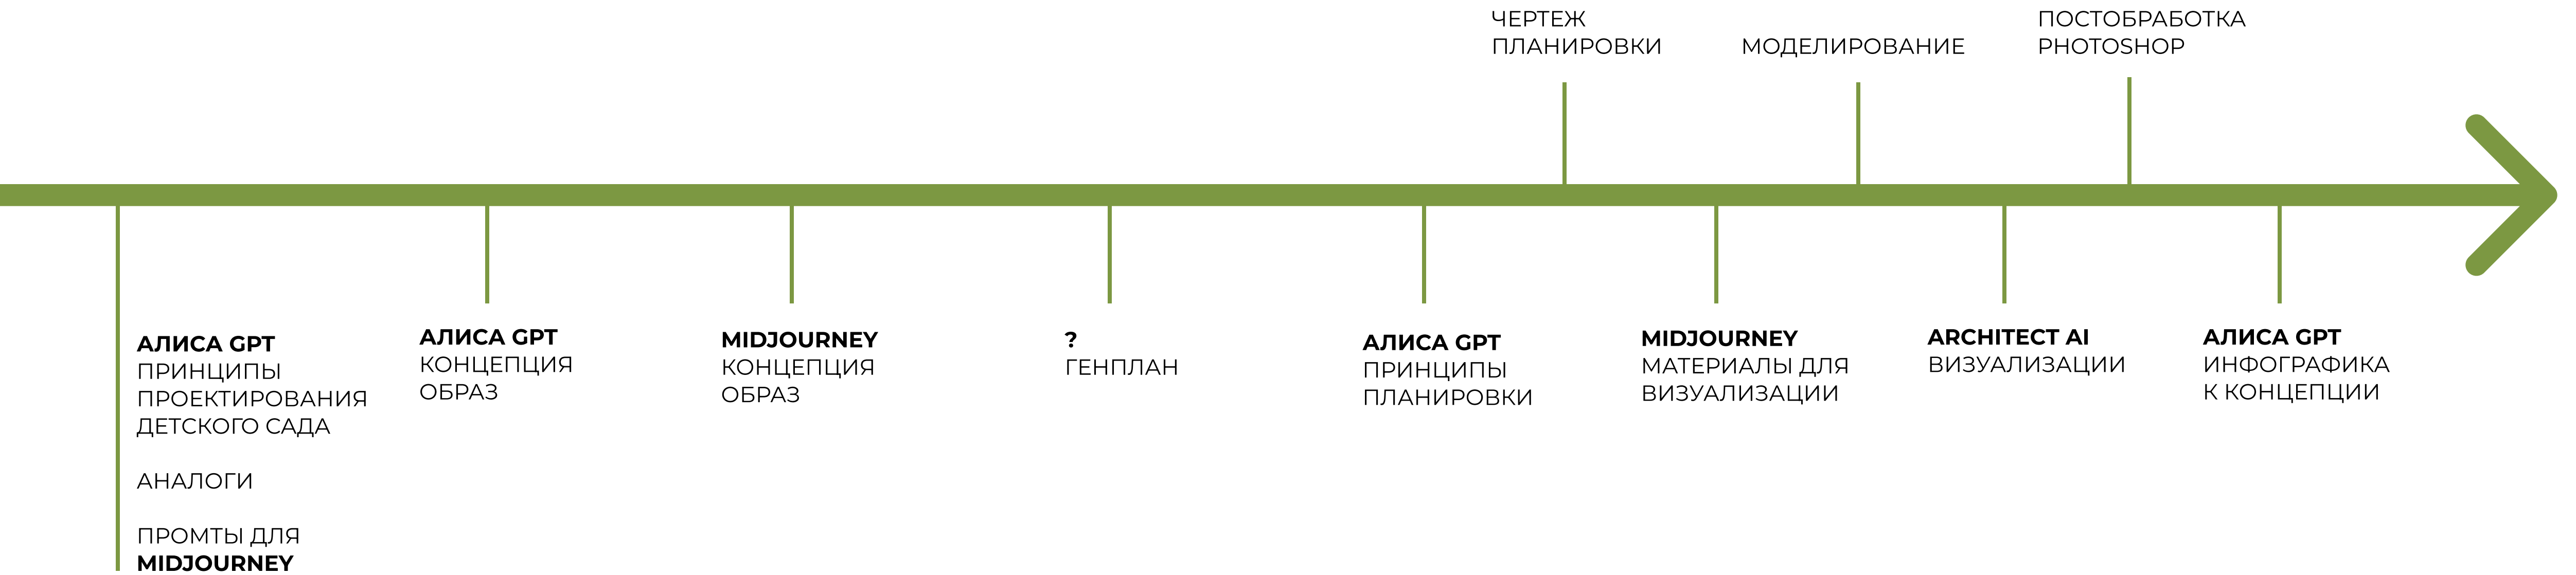 ЧЕРТЕЖ
ПЛАНИРОВКИ
МОДЕЛИРОВАНИЕ
ПОСТОБРАБОТКА
PHOTOSHOP
АЛИСА GPT
ПРИНЦИПЫ
ПРОЕКТИРОВАНИЯ
ДЕТСКОГО САДА
АНАЛОГИ
ПРОМТЫ ДЛЯ
MIDJOURNEY
АЛИСА GPT
КОНЦЕПЦИЯ
ОБРАЗ
MIDJOURNEY
КОНЦЕПЦИЯ
ОБРАЗ
?
ГЕНПЛАН
АЛИСА GPT
ПРИНЦИПЫ
ПЛАНИРОВКИ
MIDJOURNEY
МАТЕРИАЛЫ ДЛЯ
ВИЗУАЛИЗАЦИИ
ARCHITECT AI
ВИЗУАЛИЗАЦИИ
АЛИСА GPT
ИНФОГРАФИКА
К КОНЦЕПЦИИ